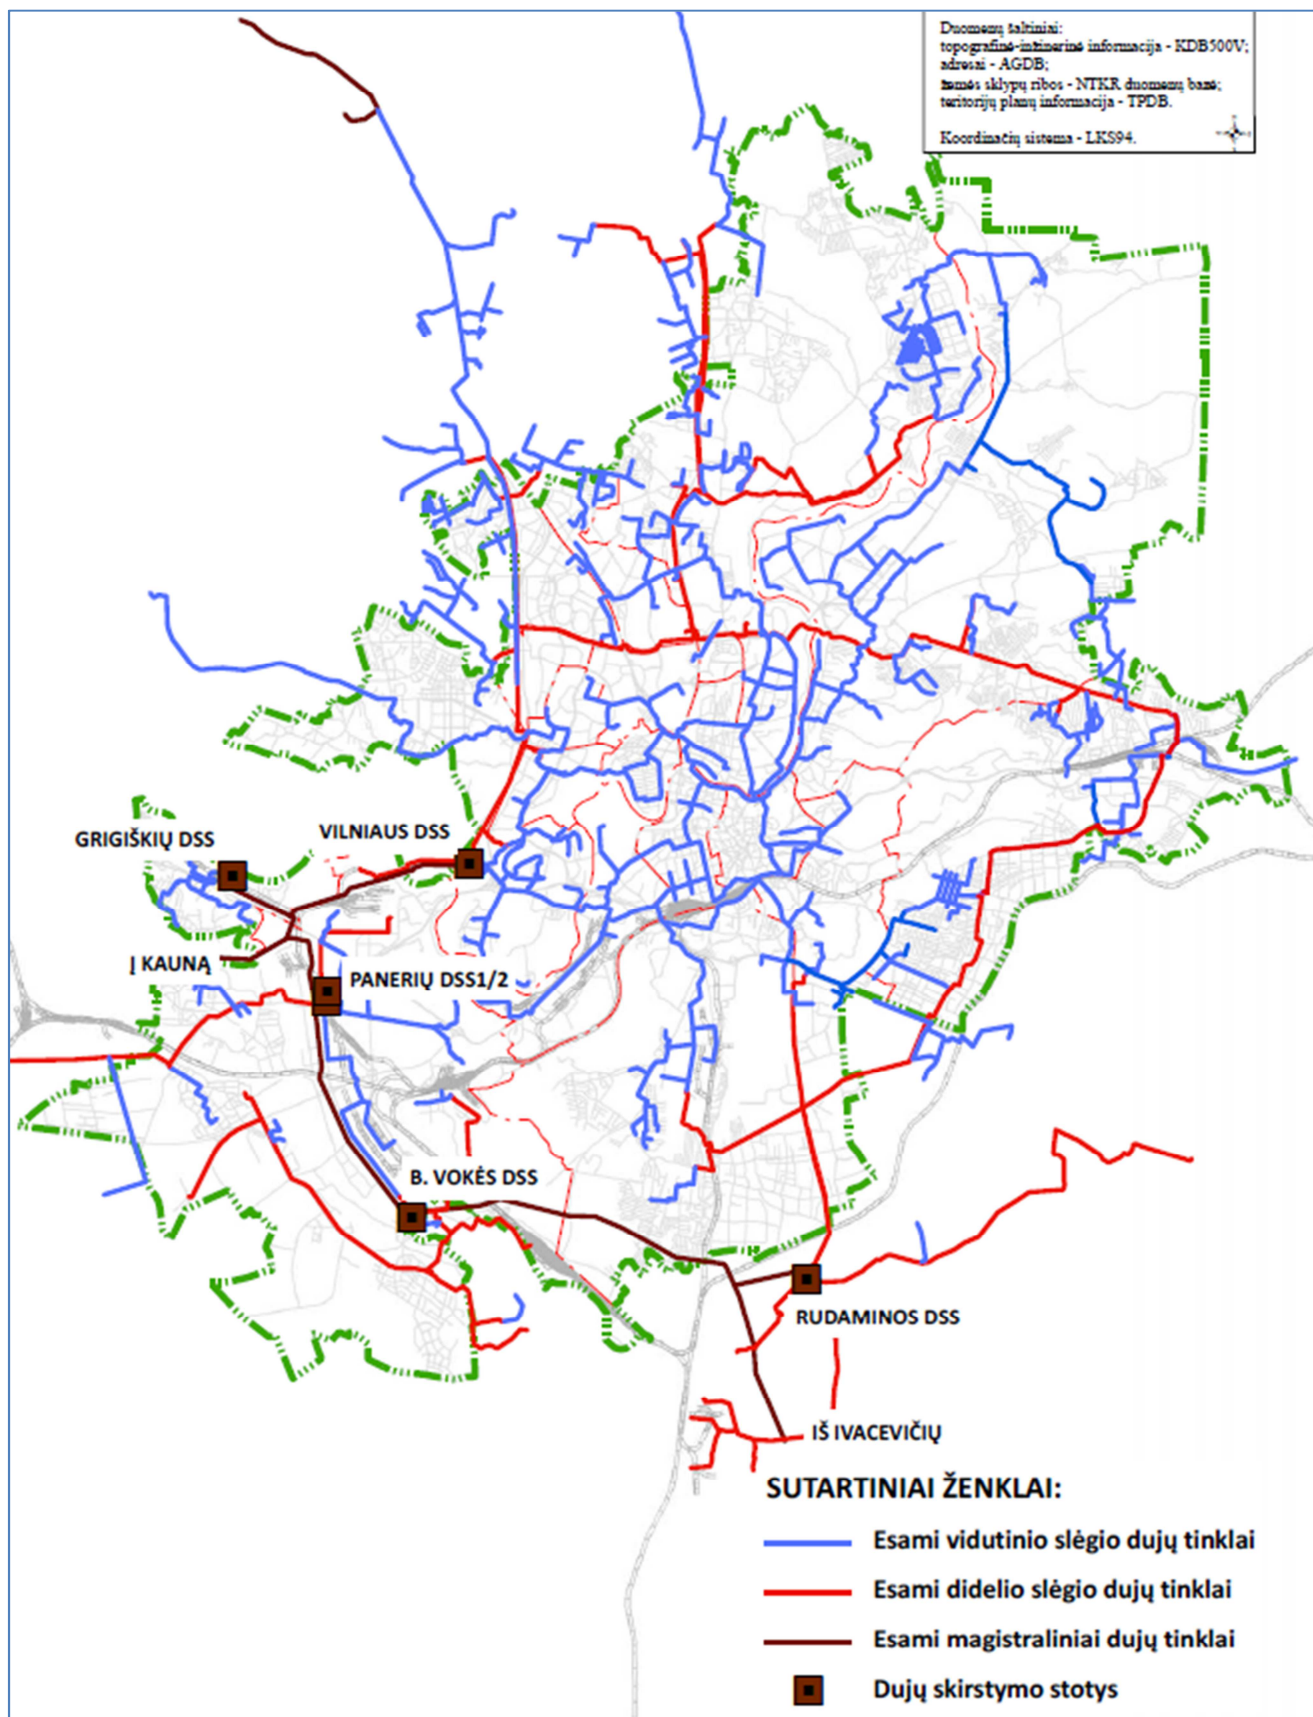 Duomenų šaltiniai:
topografinė-inžinerinė informacija - KDB500V;
adresai - AGDB;
žemės sklypų ribos - NTKR duomenų bazė;
teritorijų planų informacija - TPDB.
Koordinačių sistema - LKS94.
GRIGIŠKIŲ DSS
VILNIAUS DSS
Į KAUNĄ
PANERIŲ DSS1/2
B. VOKĖS DSS
RUDAMINOS DSS
IŠ IVACEVIČIŲ
SUTARTINIAI ŽENKLAI:
Esami vidutinio slėgio dujų tinklai
Esami didelio slėgio dujų tinklai
Esami magistraliniai dujų tinklai
Dujų skirstymo stotys